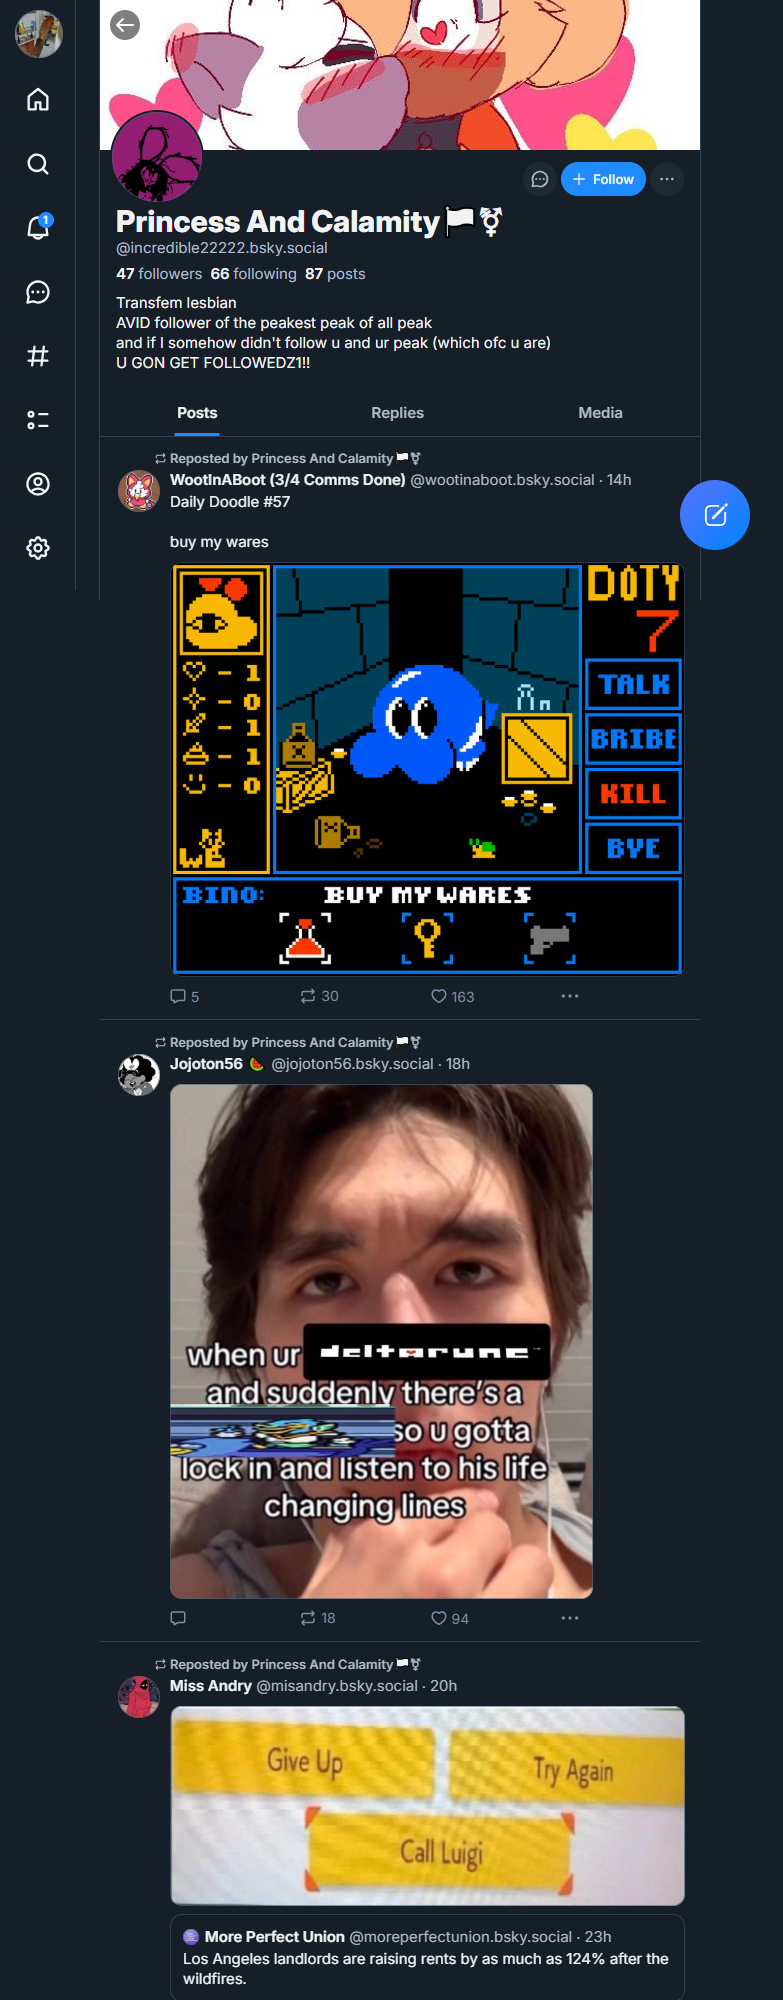 1
Follow
Princess And Calamity🏳️⚧
@incredible22222.bsky.social
47 followers 66 following 87 posts
Transfem lesbian
AVID follower of the peakest peak of all peak
and if I somehow didn't follow u and ur peak (which ofc u are)
U GON GET FOLLOWEDZ1!!
Posts Replies Media
Reposted by Princess And Calamity🏳️⚧
WootInABoot (3/4 Comms Done) @wootinaboot.bsky.social · 14h
Daily Doodle #57
buy my wares
DOTY
7
- 1
- 0
- 1
- 1
- 0
TALK
BRIBE
KILL
BYE
BINO: BUY MY WARES
5 30 163
Reposted by Princess And Calamity🏳️⚧
Jojoton56 🍉 @jojoton56.bsky.social · 18h
when ur deltarune
and suddenly there's a
so u gotta
lock in and listen to his life
changing lines
18 94
Reposted by Princess And Calamity🏳️⚧
Miss Andry @misandry.bsky.social · 20h
Give Up
Try Again
Call Luigi
More Perfect Union @moreperfectunion.bsky.social · 23h
Los Angeles landlords are raising rents by as much as 124% after the
wildfires.